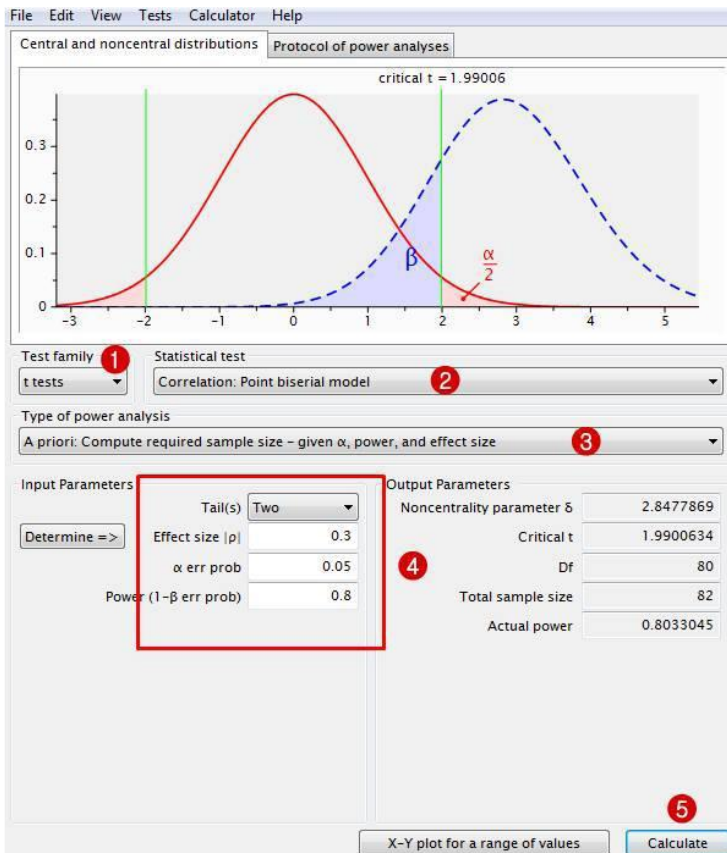 File Edit View Tests Calculator Help
Central and noncentral distributions Protocol of power analyses
critical t = 1.99006
0.3
0.2
0.1
0
β
α
2
-3 -2 -1 0 1 2 3 4 5
Test family 1 Statistical test
t tests Correlation: Point biserial model 2
Type of power analysis
A priori: Compute required sample size – given α, power, and effect size 3
Input Parameters Output Parameters
Tail(s) Two Noncentrality parameter δ 2.8477869
Determine => Effect size |ρ| 0.3 Critical t 1.9900634
α err prob 0.05 4 Df 80
Power (1-β err prob) 0.8 Total sample size 82
Actual power 0.8033045
5
X-Y plot for a range of values Calculate